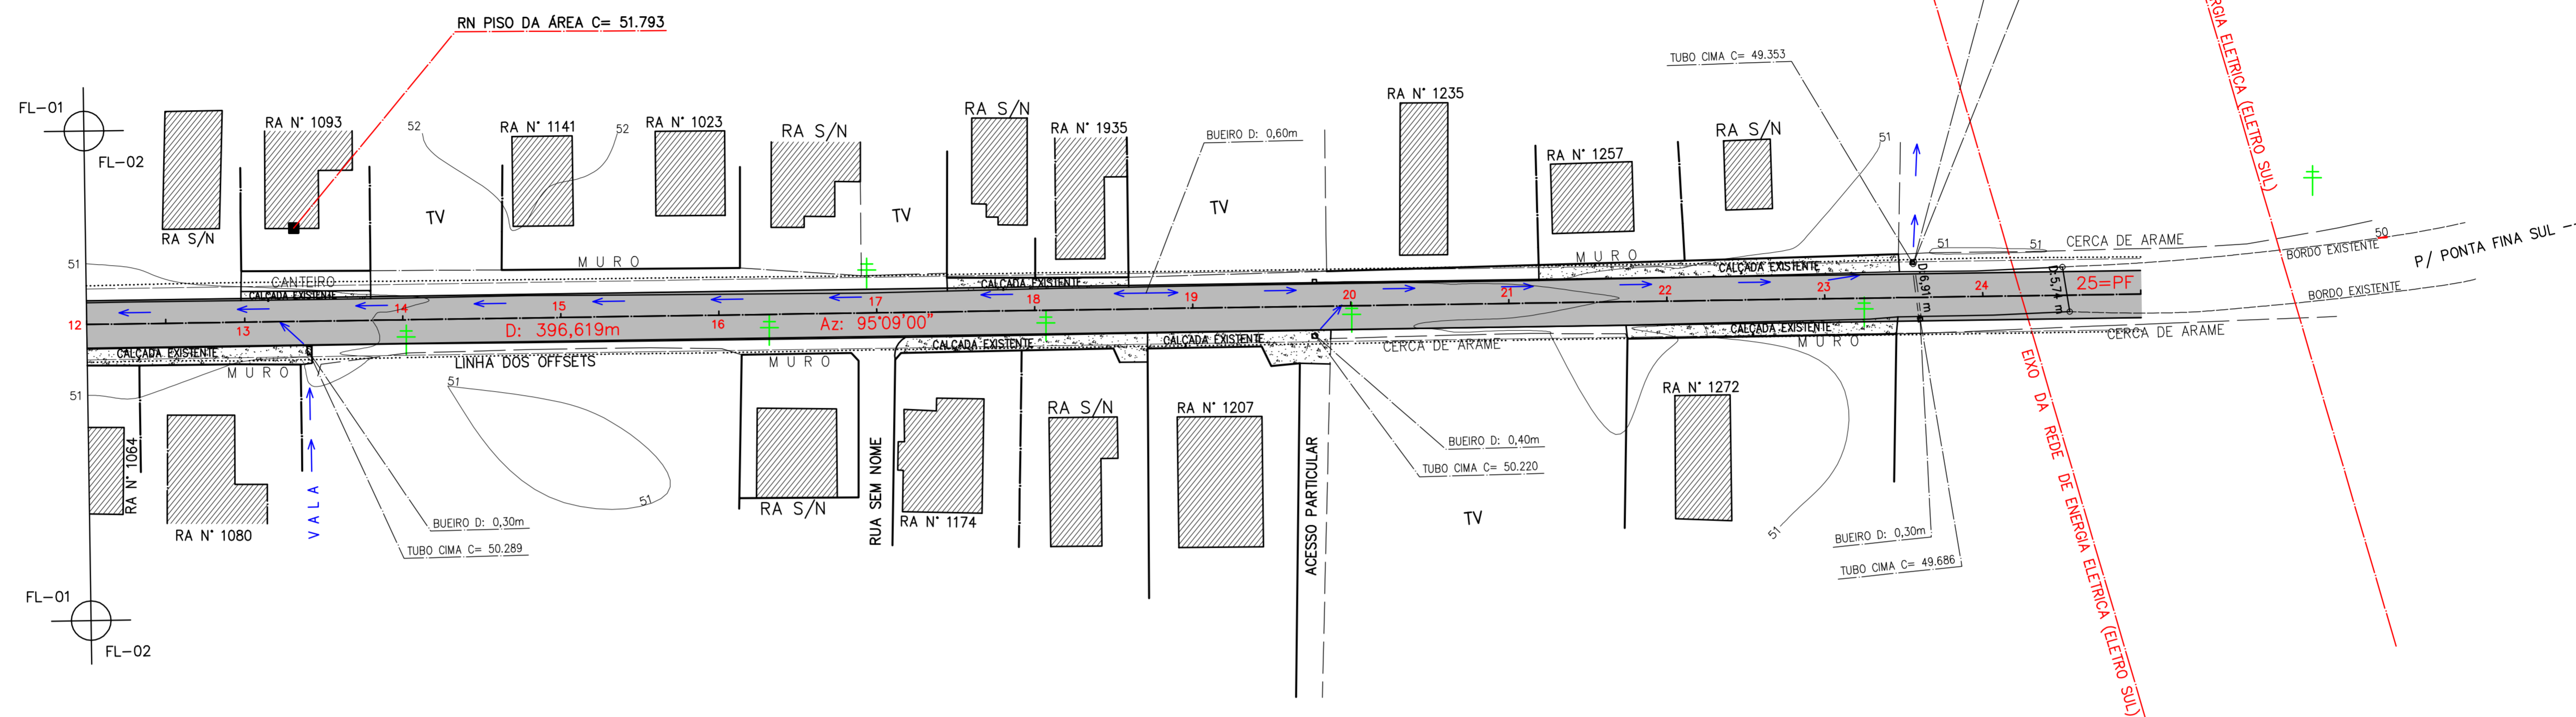 RN PISO DA ÁREA C= 51.793
FL-01
FL-02
RA S/N
RA N° 1093
52
RA N° 1141
52
RA N° 1023
RA S/N
RA S/N
RA N° 1935
BUEIRO D: 0,60m
RA N° 1235
TUBO CIMA C= 49.353
RA N° 1257
RA S/N
51
TV
TV
TV
RGIA ELETRICA (ELETRO SUL)
51
CANTEIRO
MURO
MURO
51
51
CERCA DE ARAME
BORDO EXISTENTE
50
P/ PONTA FINA SUL
CALÇADA EXISTENTE
CALÇADA EXISTENTE
CALÇADA EXISTENTE
D:6,91 m
D:5,74 m
25=PF
BORDO EXISTENTE
12
13
14
15
16
17
18
19
20
21
22
23
24
D: 396,619m
Az: 95°09'00"
CALÇADA EXISTENTE
CALÇADA EXISTENTE
CALÇADA EXISTENTE
CALÇADA EXISTENTE
MURO
LINHA DOS OFFSETS
MURO
CERCA DE ARAME
MURO
CERCA DE ARAME
51
51
51
51
RA N° 1064
RA N° 1080
VALA
BUEIRO D: 0,30m
TUBO CIMA C= 50.289
RA S/N
RUA SEM NOME
RA N° 1174
RA S/N
RA N° 1207
ACESSO PARTICULAR
BUEIRO D: 0,40m
TUBO CIMA C= 50.220
TV
RA N° 1272
BUEIRO D: 0,30m
TUBO CIMA C= 49.686
EIXO DA REDE DE ENERGIA ELETRICA (ELETRO SUL)
FL-01
FL-02